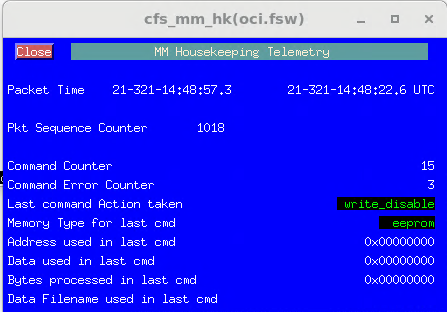 cfs_mm_hk(oci.fsw)
Close MM Housekeeping Telemetry
Packet Time 21-321-14:48:57.3 21-321-14:48:22.6 UTC
Pkt Sequence Counter 1018
Command Counter 15
Command Error Counter 3
Last command Action taken write_disable
Memory Type for last cmd eeprom
Address used in last cmd 0x00000000
Data used in last cmd 0x00000000
Bytes processed in last cmd 0x00000000
Data Filename used in last cmd